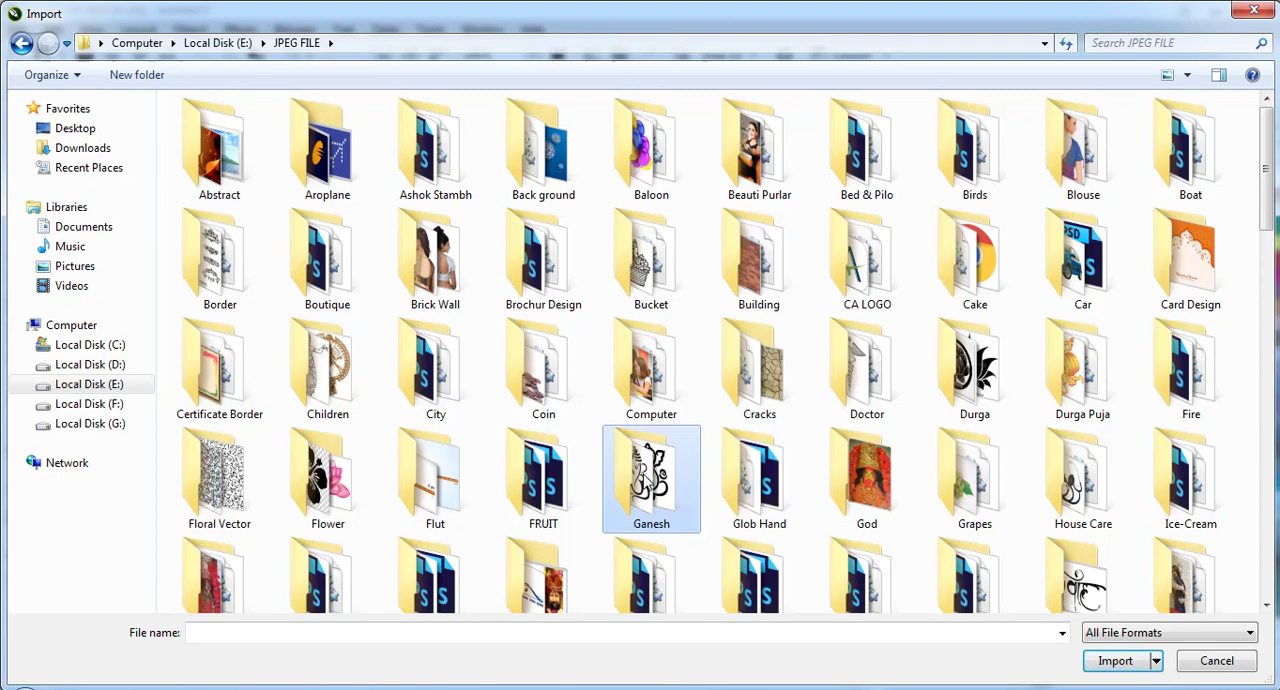 Import
Computer Local Disk (E:) JPEG FILE
Search JPEG FILE
Organize New folder
Favorites
Desktop
Downloads
Recent Places
Libraries
Documents
Music
Pictures
Videos
Computer
Local Disk (C:)
Local Disk (D:)
Local Disk (E:)
Local Disk (F:)
Local Disk (G:)
Network
Abstract Aroplane Ashok Stambh Back ground Baloon Beauti Purlar Bed & Pilo Birds Blouse Boat
Border Boutique Brick Wall Brochur Design Bucket Building CA LOGO Cake Car Card Design
Certificate Border Children City Coin Computer Cracks Doctor Durga Durga Puja Fire
Floral Vector Flower Flut FRUIT Ganesh Glob Hand God Grapes House Care Ice-Cream
File name:
All File Formats
Import Cancel